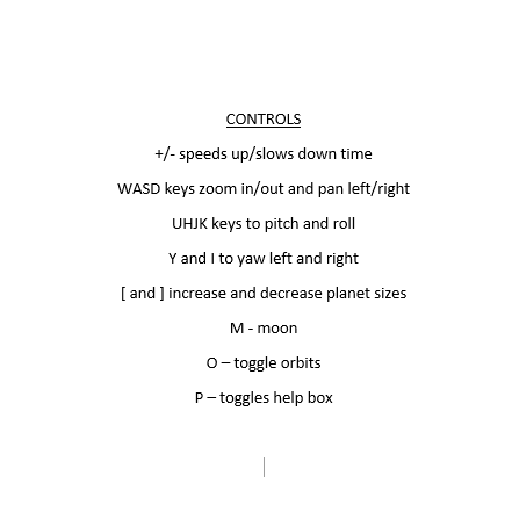 CONTROLS
+/- speeds up/slows down time
WASD keys zoom in/out and pan left/right
UHJK keys to pitch and roll
Y and I to yaw left and right
[ and ] increase and decrease planet sizes
M - moon
O – toggle orbits
P – toggles help box